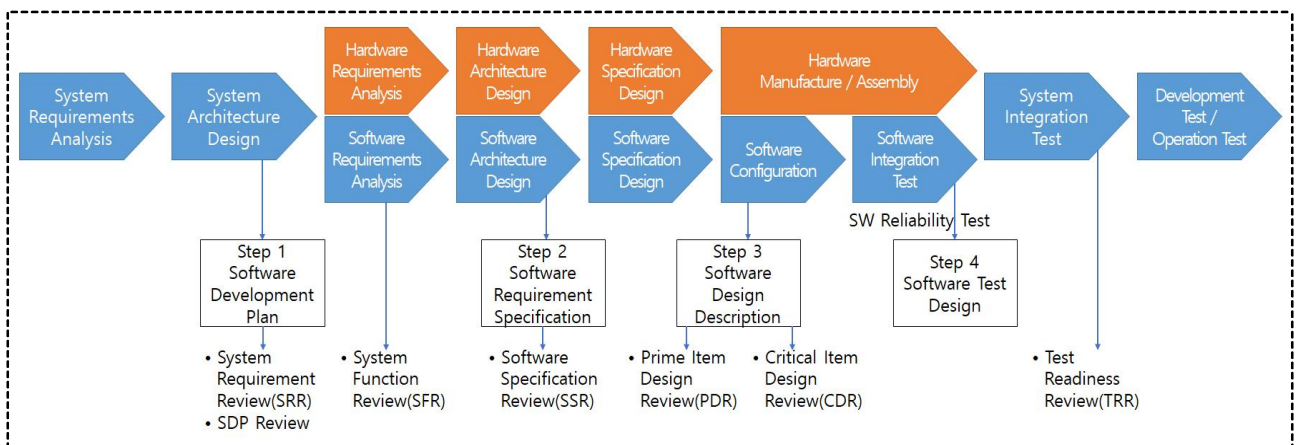 System
Requirements
Analysis
System
Architecture
Design
Hardware
Requirements
Analysis
Hardware
Architecture
Design
Hardware
Specification
Design
Hardware
Manufacture / Assembly
Software
Requirements
Analysis
Software
Architecture
Design
Software
Specification
Design
Software
Configuration
Software
Integration
Test
System
Integration
Test
Development
Test /
Operation Test
SW Reliability Test
Step 1
Software
Development
Plan
Step 2
Software
Requirement
Specification
Step 3
Software
Design
Description
Step 4
Software Test
Design
• System
Requirement
Review(SRR)
• SDP Review
• System
Function
Review(SFR)
• Software
Specification
Review(SSR)
• Prime Item
Design
Review(PDR)
• Critical Item
Design
Review(CDR)
• Test
Readiness
Review(TRR)